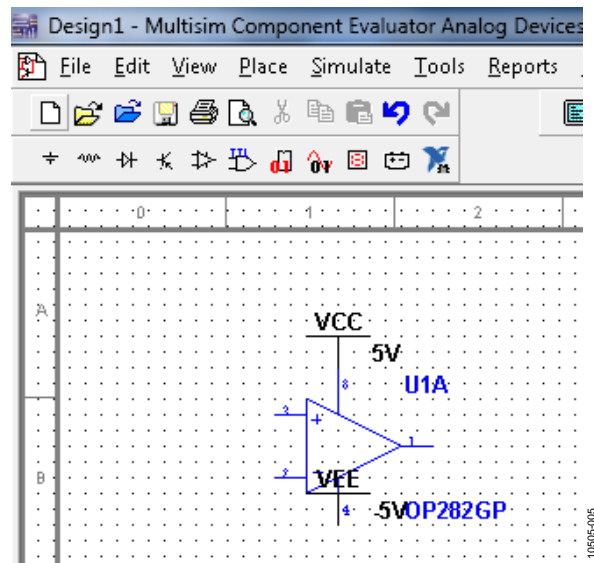 Design1 - Multisim Component Evaluator Analog Devices
File Edit View Place Simulate Tools Reports
0 1 2
A
VCC
5V
8
U1A
3
+
1
2
B
VEE
4
-5V
OP282GP
10505-005